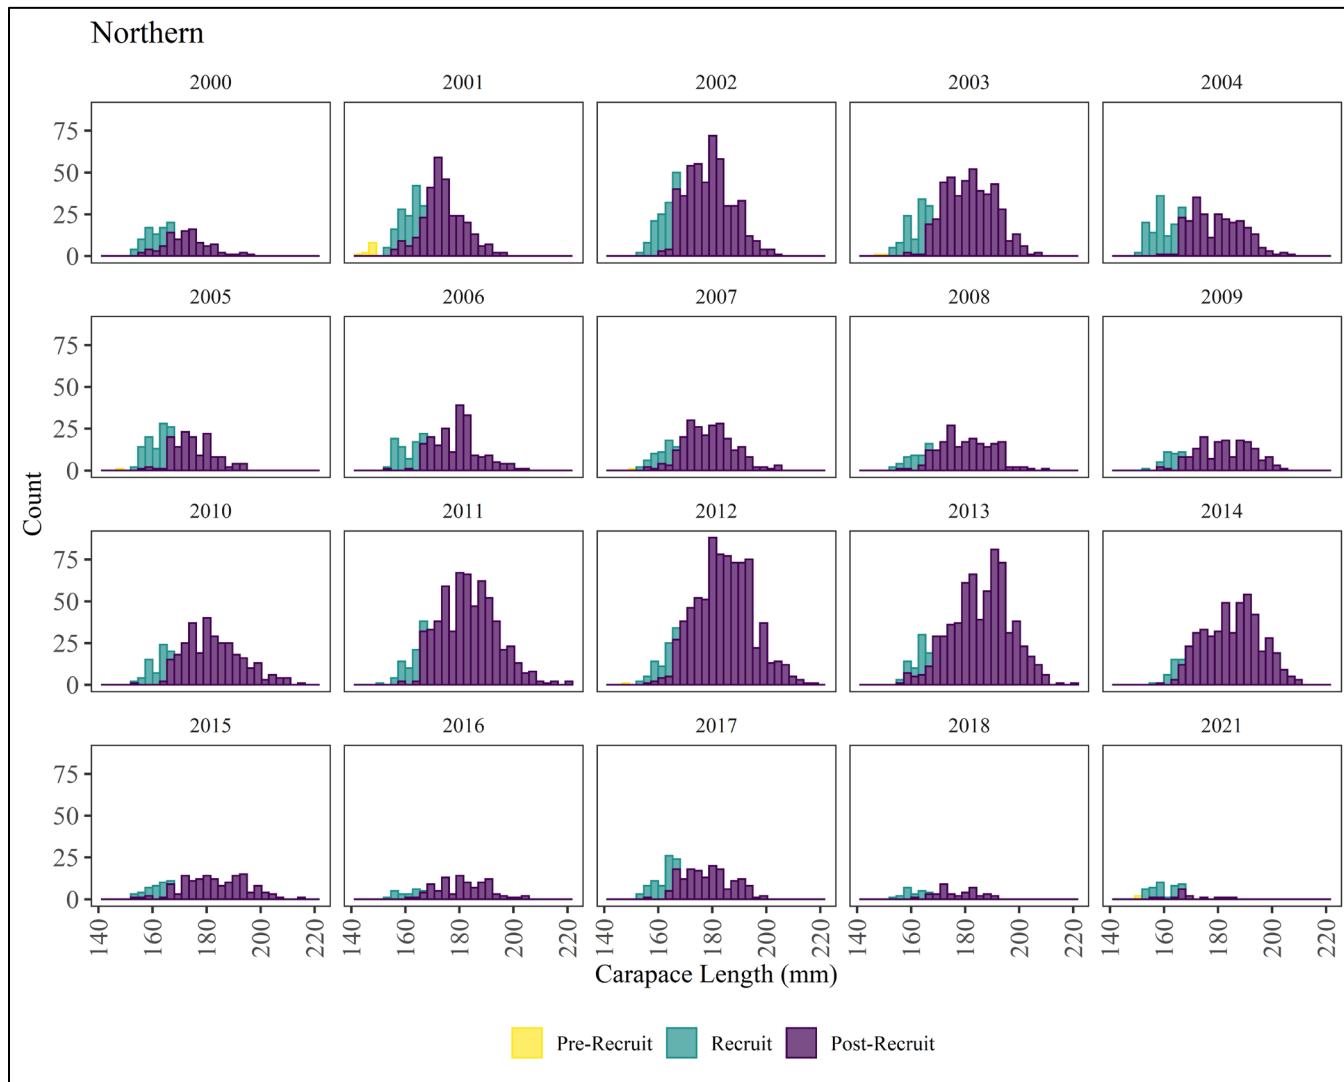 Northern
2000 2001 2002 2003 2004
75
50
25
0
2005 2006 2007 2008 2009
75
50
25
0
2010 2011 2012 2013 2014
75
50
25
0
2015 2016 2017 2018 2021
75
50
25
0
Count
140 160 180 200 220 140 160 180 200 220 140 160 180 200 220 140 160 180 200 220 140 160 180 200 220
Carapace Length (mm)
Pre-Recruit Recruit Post-Recruit